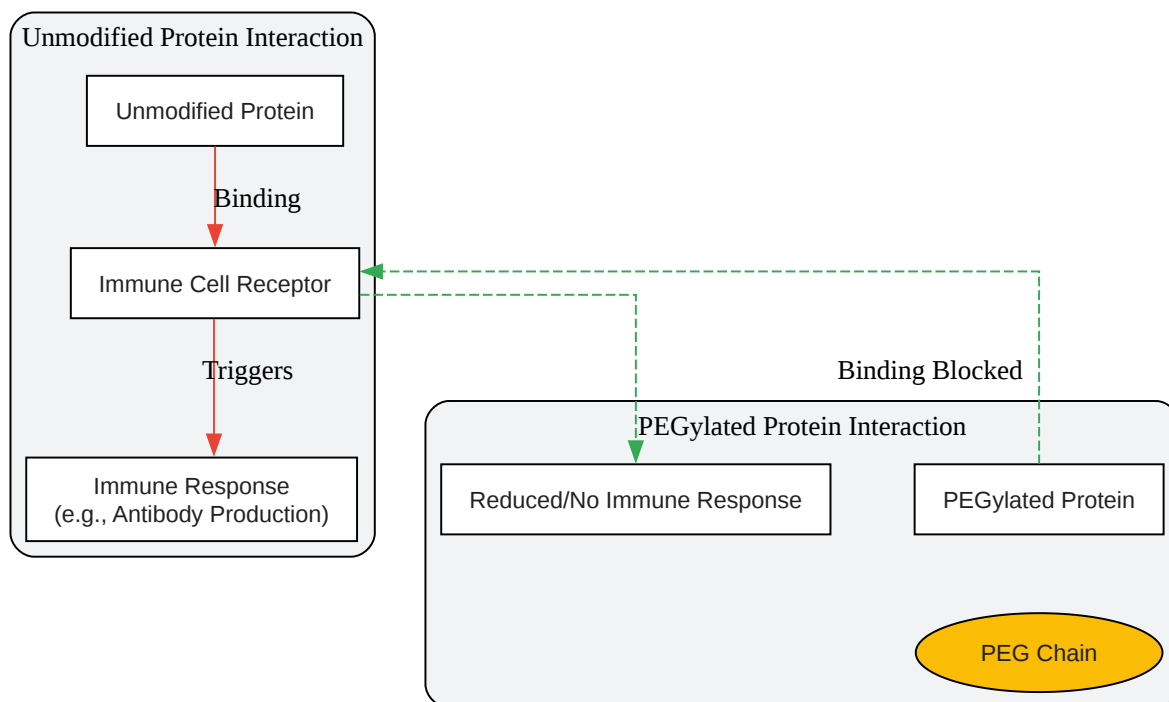 Unmodified Protein Interaction
Unmodified Protein
Binding
Immune Cell Receptor
Triggers
Immune Response
(e.g., Antibody Production)
Binding Blocked
PEGylated Protein Interaction
Reduced/No Immune Response
PEGylated Protein
PEG Chain